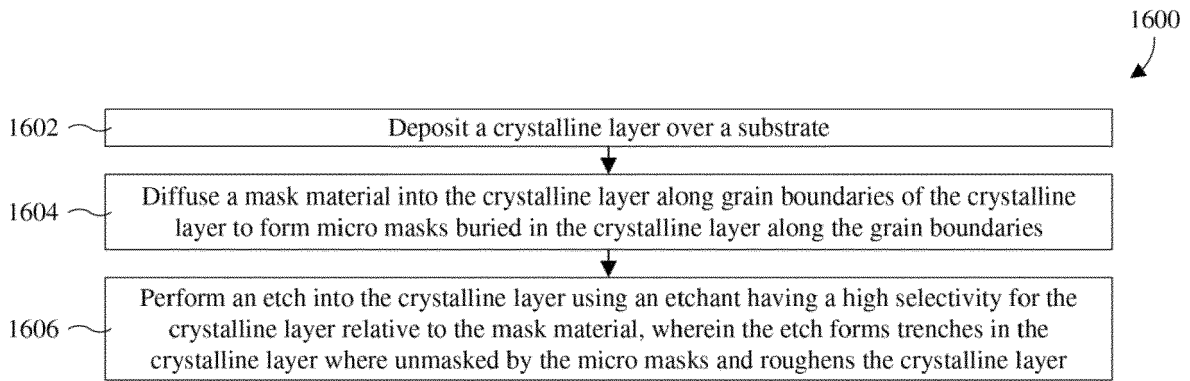 1600
1602
Deposit a crystalline layer over a substrate
1604
Diffuse a mask material into the crystalline layer along grain boundaries of the crystalline
layer to form micro masks buried in the crystalline layer along the grain boundaries
1606
Perform an etch into the crystalline layer using an etchant having a high selectivity for the
crystalline layer relative to the mask material, wherein the etch forms trenches in the
crystalline layer where unmasked by the micro masks and roughens the crystalline layer